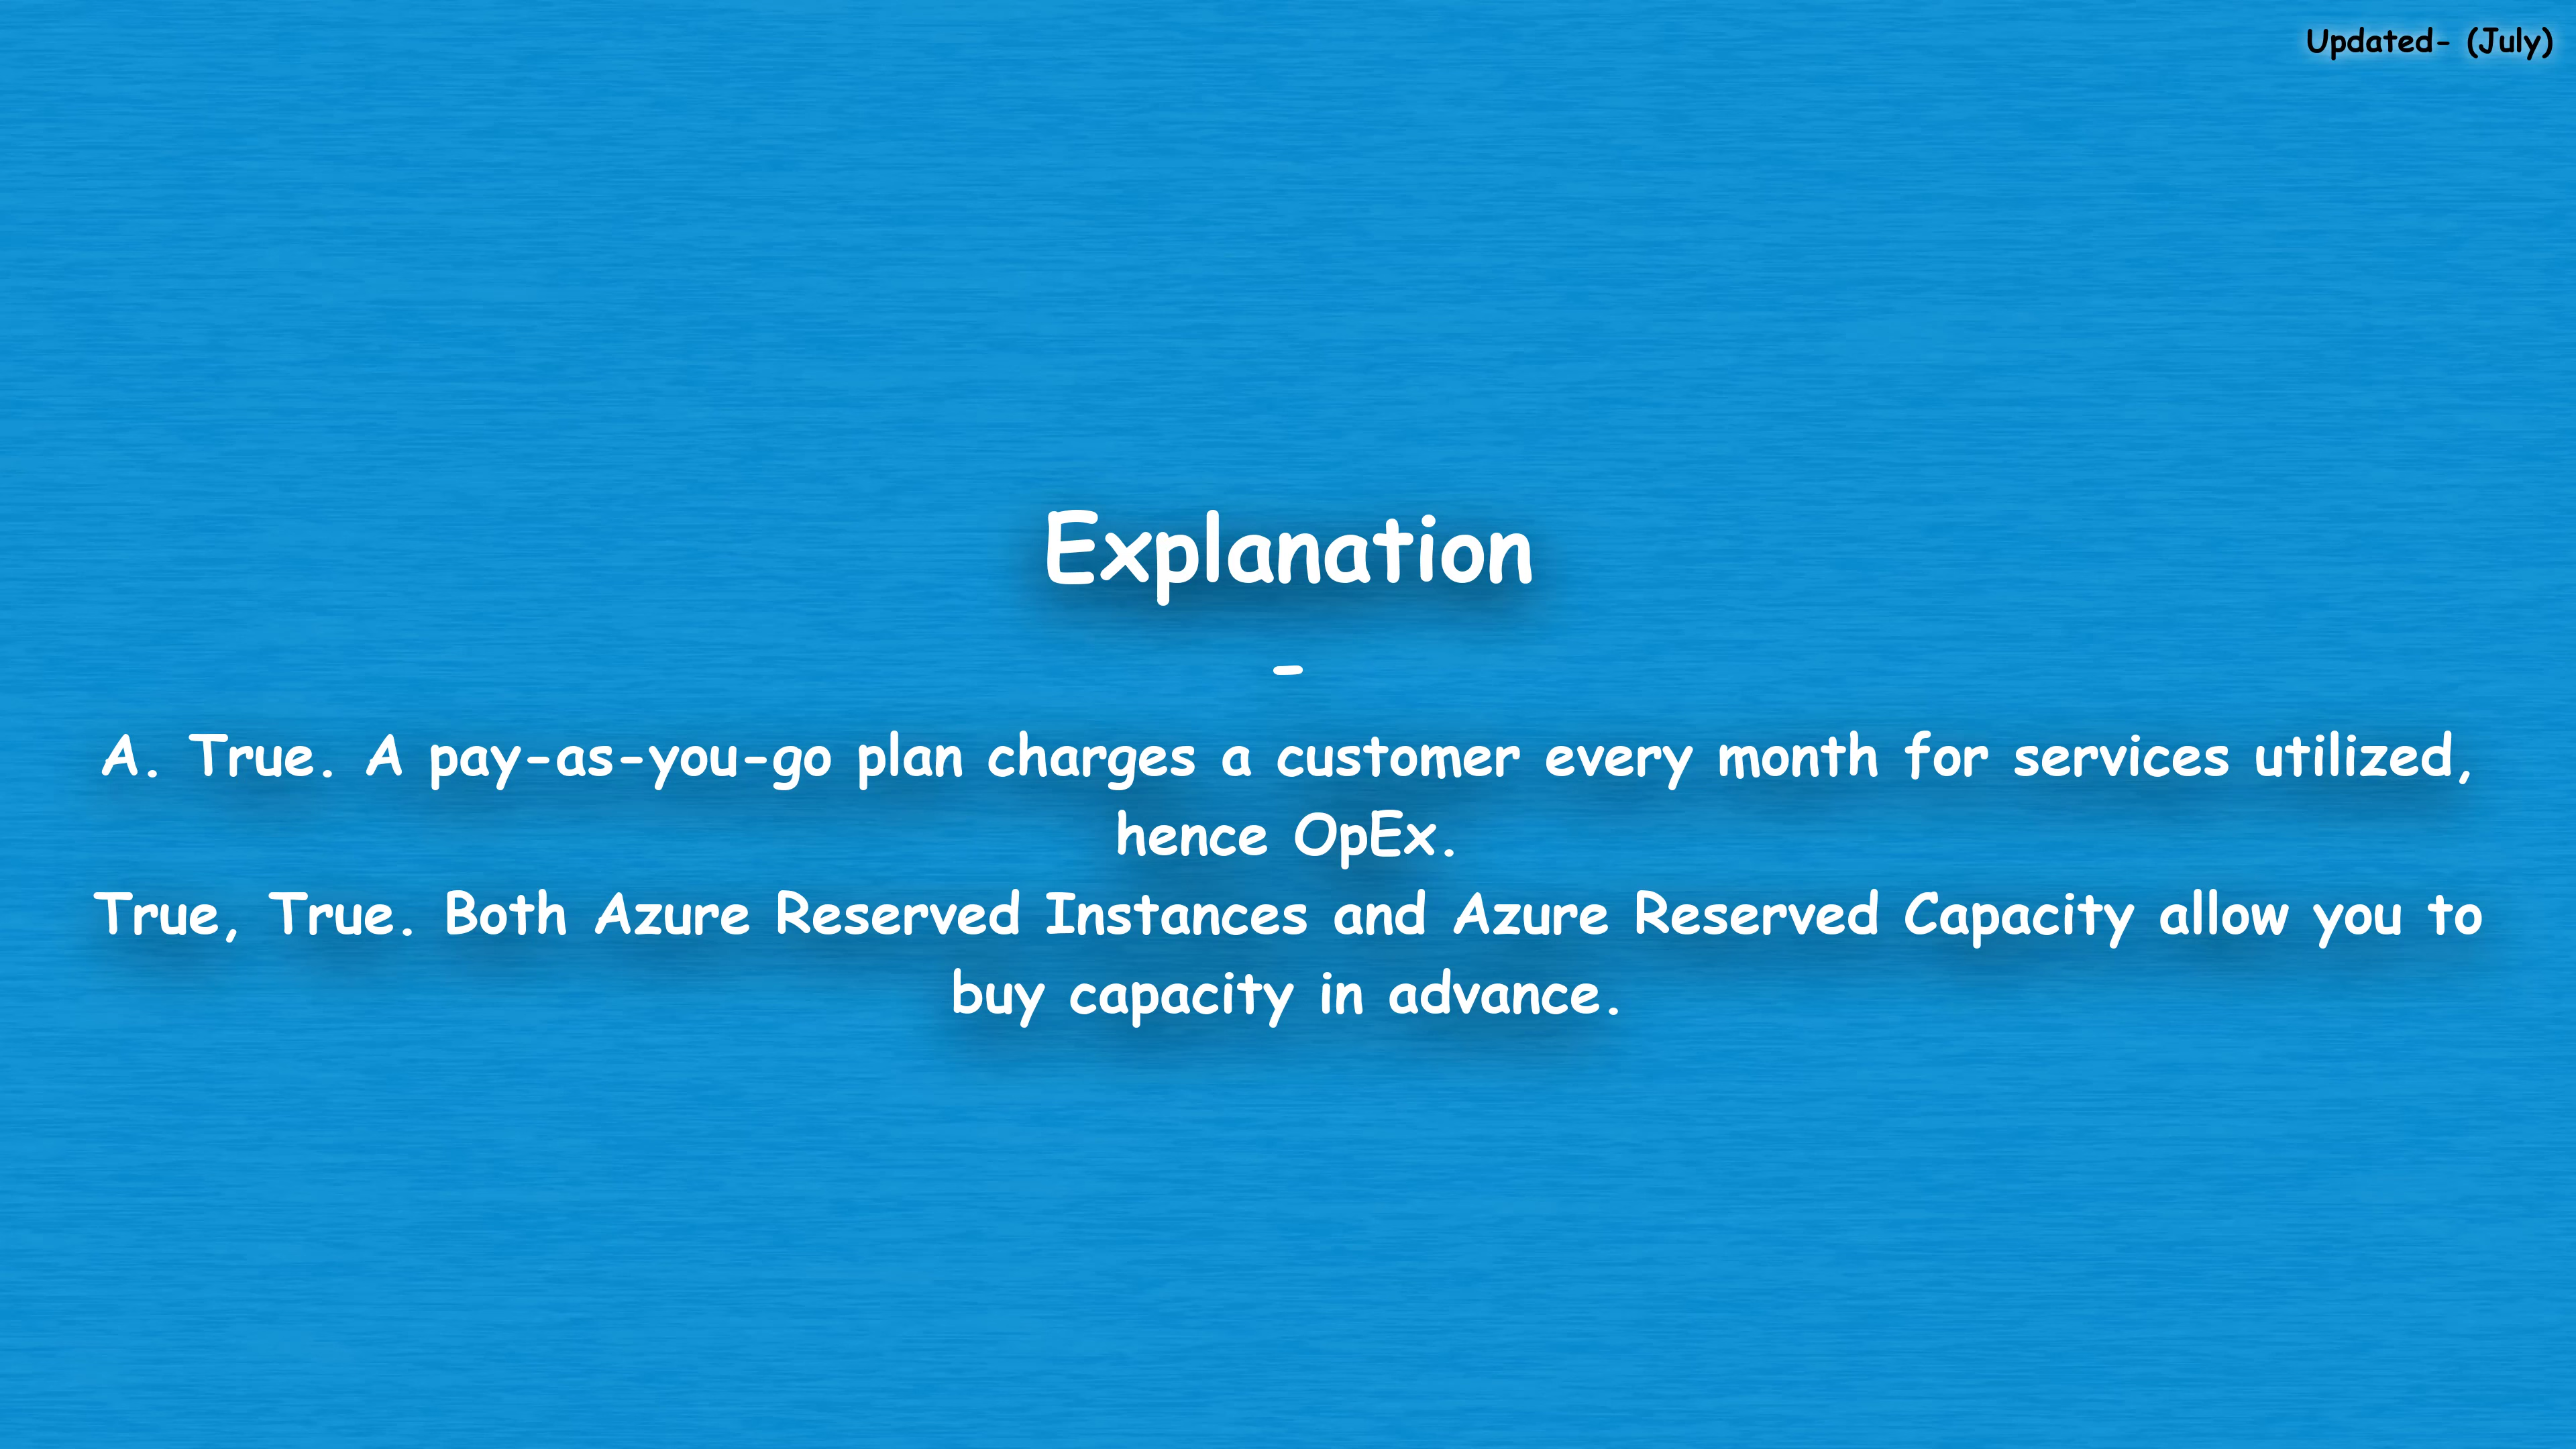 Updated- (July)
Explanation
-
A. True. A pay-as-you-go plan charges a customer every month for services utilized,
hence OpEx.
True, True. Both Azure Reserved Instances and Azure Reserved Capacity allow you to
buy capacity in advance.